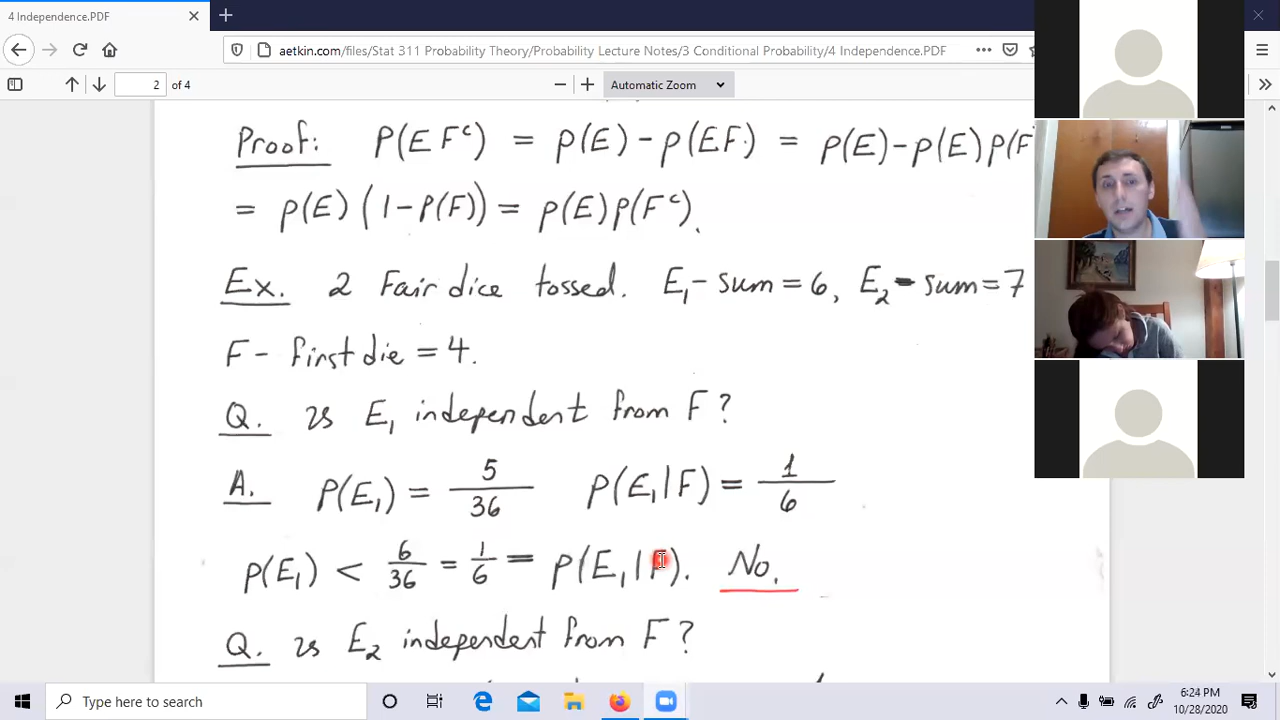 4 Independence.PDF
aetkin.com/files/Stat 311 Probability Theory/Probability Lecture Notes/3 Conditional Probability/4 Independence.PDF
2 of 4
Automatic Zoom
Proof: P(E Fᶜ) = P(E) - P(EF) = P(E) - P(E) P(F
= P(E) (1 - P(F)) = P(E) P(Fᶜ).
Ex. 2 Fair dice tossed. E₁ - sum = 6, E₂ - sum = 7
F - first die = 4.
Q. is E₁ independent from F?
A. P(E₁) = 5/36 P(E₁|F) = 1/6
P(E₁) < 6/36 = 1/6 = P(E₁|F). No.
Q. is E₂ independent from F?
Type here to search
6:24 PM
10/28/2020